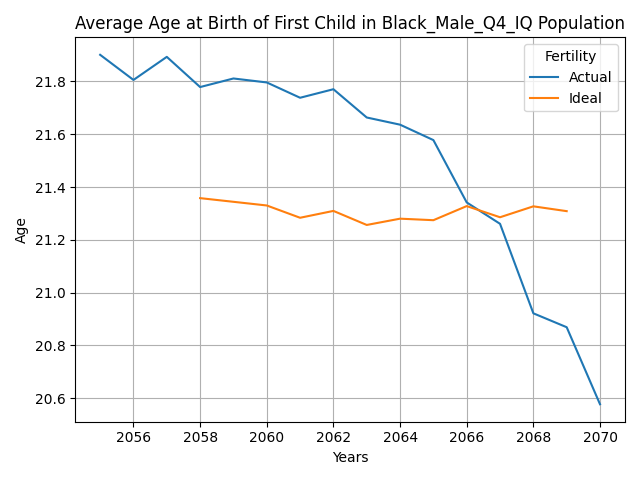 Average Age at Birth of First Child in Black_Male_Q4_IQ Population
Fertility
Actual
Ideal
21.8
21.6
21.4
21.2
21.0
20.8
20.6
Age
2056 2058 2060 2062 2064 2066 2068 2070
Years